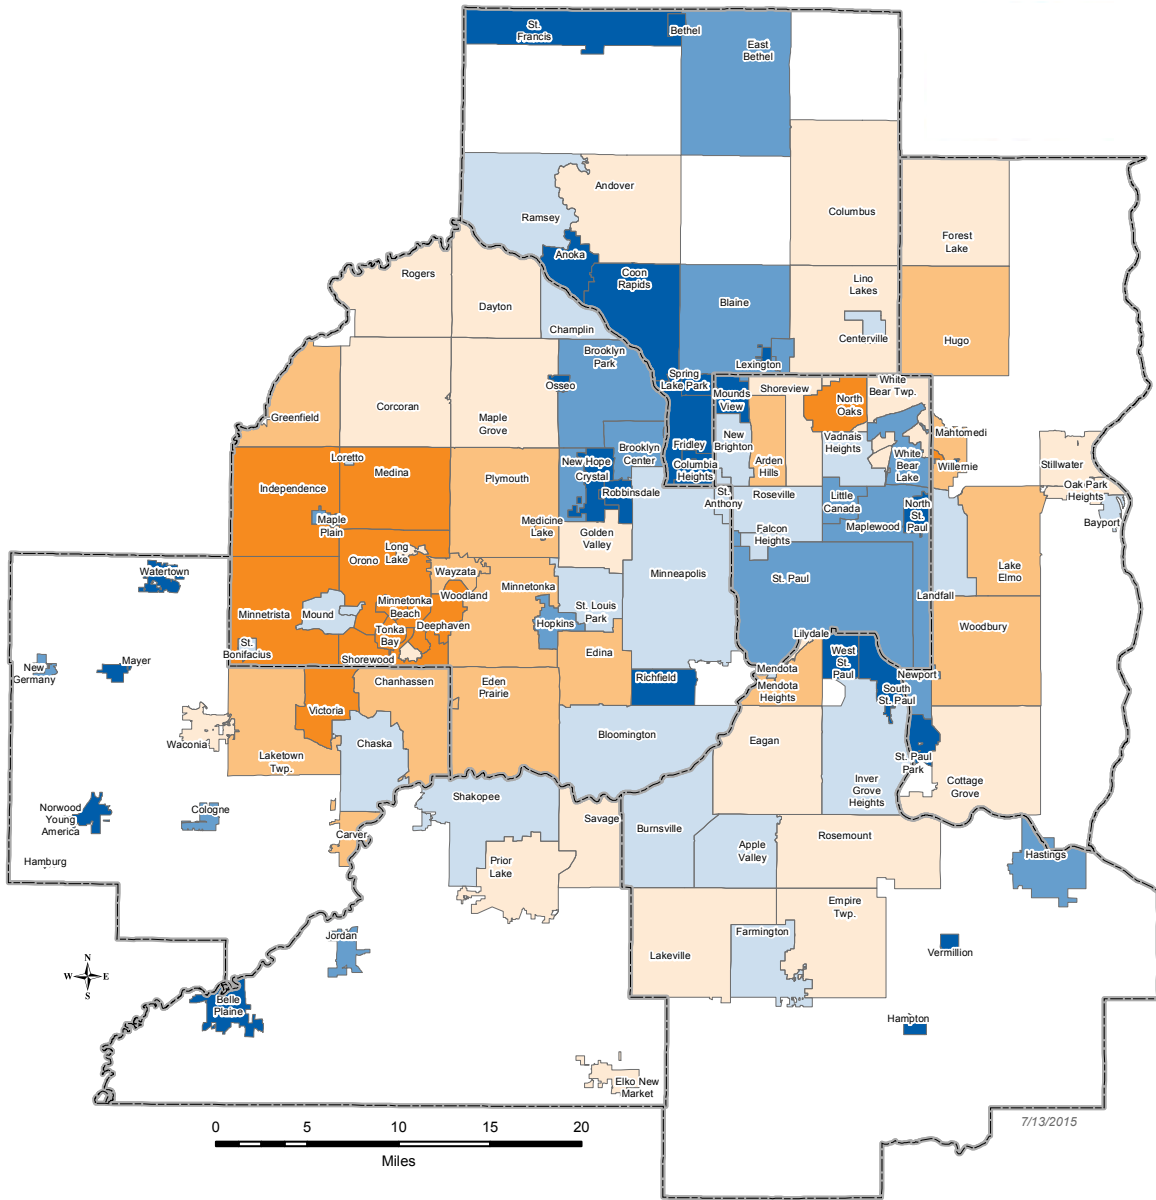 St.
Francis
Bethel
East
Bethel
Ramsey
Andover
Columbus
Forest
Lake
Anoka
Coon
Rapids
Rogers
Dayton
Blaine
Lino
Lakes
Champlin
Centerville
Hugo
Brooklyn
Park
Lexington
Osseo
Spring
Lake Park
Mounds
View
Shoreview
White
Bear Twp.
North
Oaks
Greenfield
Corcoran
Maple
Grove
Fridley
New
Brighton
Vadnais
Heights
Mahtomedi
Brooklyn
Center
White
Bear
Lake
Loretto
Medina
New Hope
Crystal
Columbia
Heights
Arden
Hills
Willernie
Stillwater
Independence
Plymouth
Robbinsdale
St.
Anthony
Roseville
Little
Canada
North
St.
Paul
Oak Park
Heights
Bayport
Maple
Plain
Medicine
Lake
Golden
Valley
Falcon
Heights
Maplewood
Long
Lake
Orono
Wayzata
Watertown
Minneapolis
St. Paul
Lake
Elmo
Minnetonka
Woodland
Minnetonka
Beach
Landfall
Minnetrista
Mound
St. Louis
Park
Hopkins
Tonka
Bay
Deephaven
Woodbury
St.
Bonifacius
Shorewood
Edina
Lilydale
West
St.
Paul
Mayer
New
Germany
Mendota
Richfield
Newport
Chanhassen
Eden
Prairie
Mendota
Heights
South
St. Paul
Victoria
Waconia
Chaska
Bloomington
Eagan
Laketown
Twp.
St. Paul
Park
Inver
Grove
Heights
Cottage
Grove
Norwood
Young
America
Cologne
Shakopee
Savage
Burnsville
Carver
Rosemount
Apple
Valley
Hastings
Hamburg
Prior
Lake
Empire
Twp.
Jordan
Farmington
Lakeville
Vermillion
N
W E
S
Belle
Plaine
Hampton
Elko New
Market
0 5 10 15 20
Miles
7/13/2015